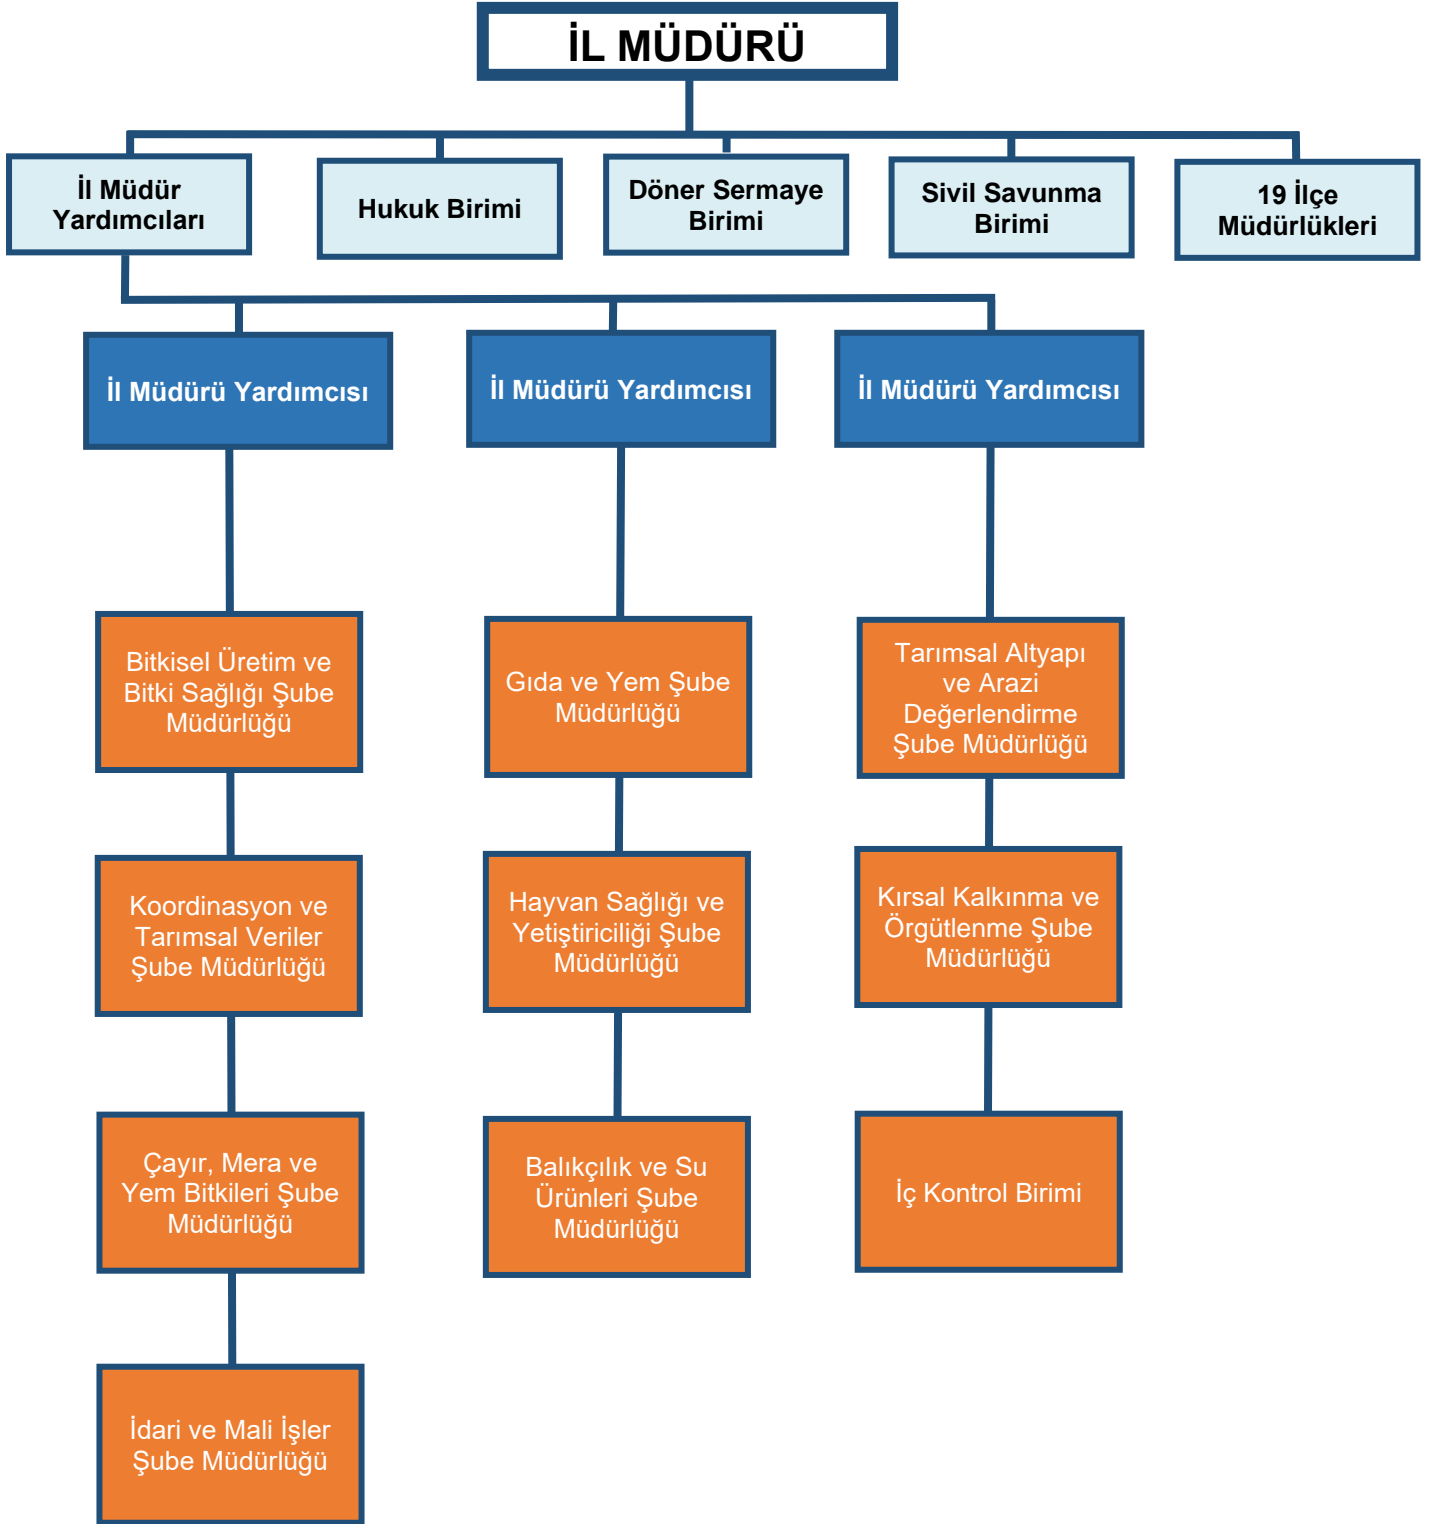 İL MÜDÜRÜ
İl Müdür
Yardımcıları
Hukuk Birimi
Döner Sermaye
Birimi
Sivil Savunma
Birimi
19 İlçe
Müdürlükleri
İl Müdürü Yardımcısı
İl Müdürü Yardımcısı
İl Müdürü Yardımcısı
Bitkisel Üretim ve
Bitki Sağlığı Şube
Müdürlüğü
Gıda ve Yem Şube
Müdürlüğü
Tarımsal Altyapı
ve Arazi
Değerlendirme
Şube Müdürlüğü
Koordinasyon ve
Tarımsal Veriler
Şube Müdürlüğü
Hayvan Sağlığı ve
Yetiştiriciliği Şube
Müdürlüğü
Kırsal Kalkınma ve
Örgütlenme Şube
Müdürlüğü
Çayır, Mera ve
Yem Bitkileri Şube
Müdürlüğü
Balıkçılık ve Su
Ürünleri Şube
Müdürlüğü
İç Kontrol Birimi
İdari ve Mali İşler
Şube Müdürlüğü